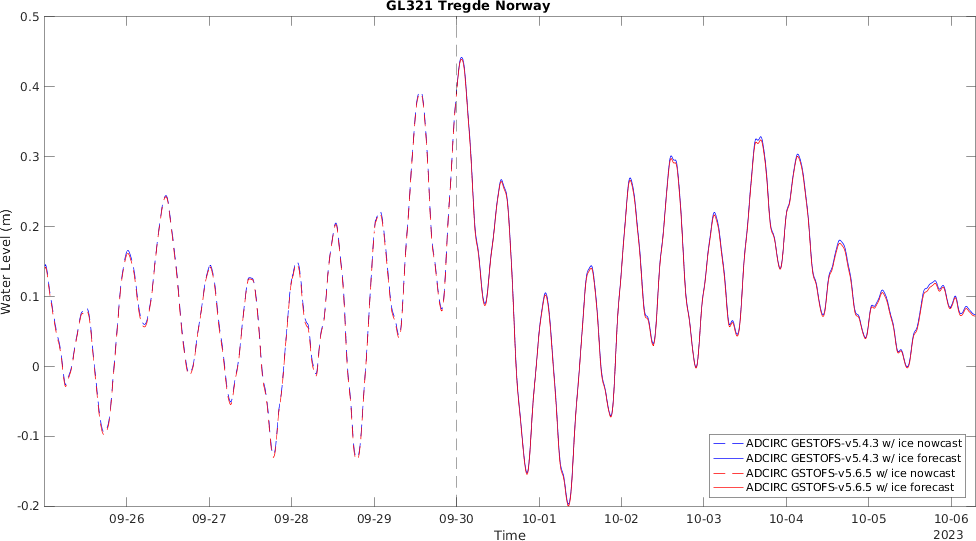 GL321 Tregde Norway
0.5
0.4
0.3
0.2
0.1
0
-0.1
-0.2
Water Level (m)
09-26 09-27 09-28 09-29 09-30 10-01 10-02 10-03 10-04 10-05 10-06
Time
2023
ADCIRC GESTOFS-v5.4.3 w/ ice nowcast
ADCIRC GESTOFS-v5.4.3 w/ ice forecast
ADCIRC GSTOFS-v5.6.5 w/ ice nowcast
ADCIRC GSTOFS-v5.6.5 w/ ice forecast